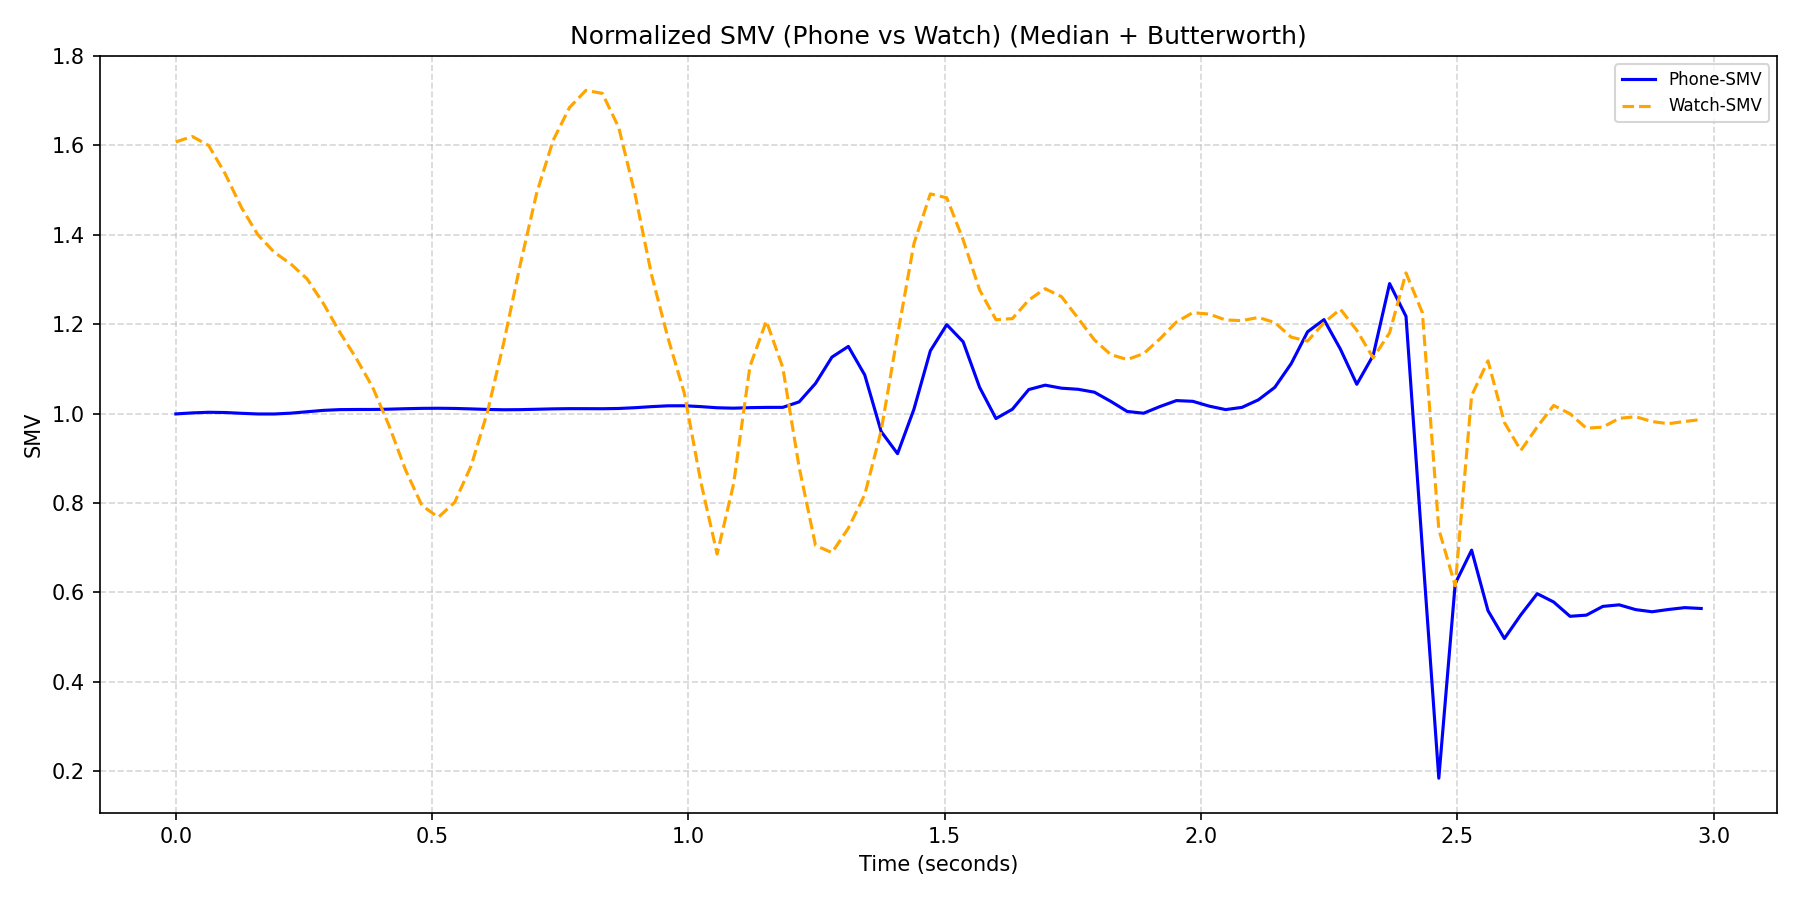 Normalized SMV (Phone vs Watch) (Median + Butterworth)
Phone-SMV
Watch-SMV
SMV
1.8
1.6
1.4
1.2
1.0
0.8
0.6
0.4
0.2
0.0 0.5 1.0 1.5 2.0 2.5 3.0
Time (seconds)